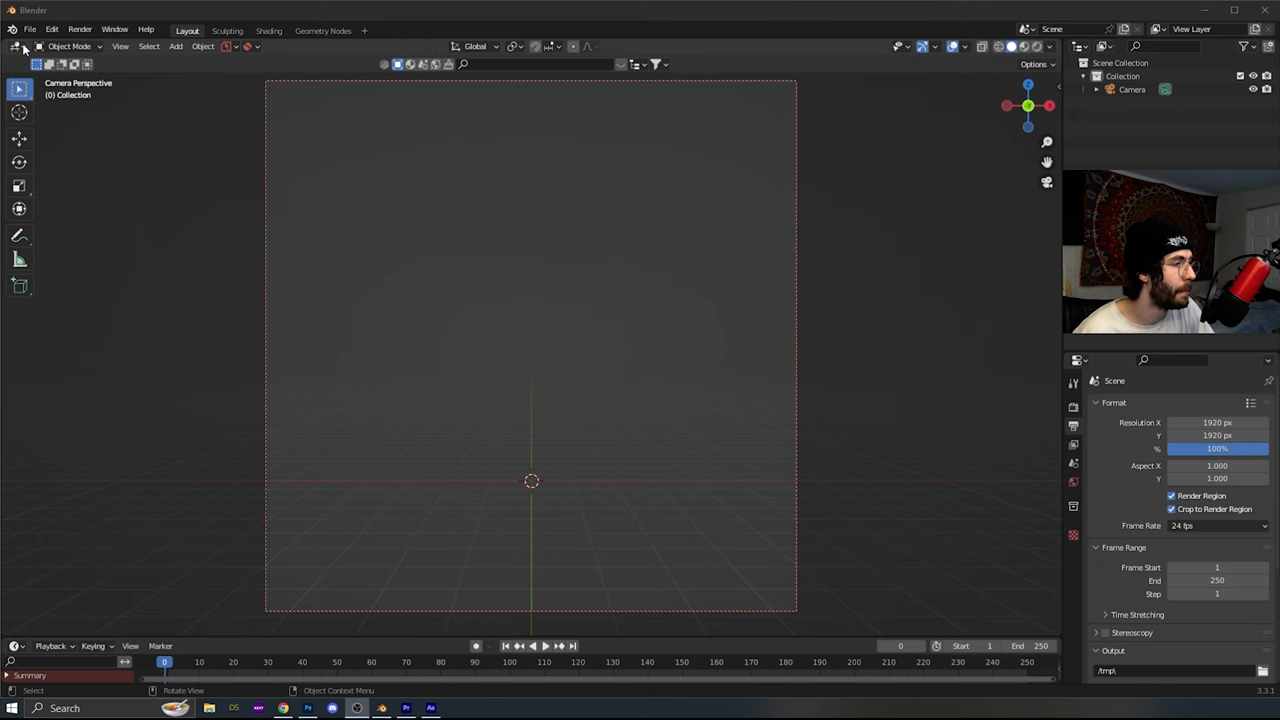 Blender
File Edit Render Window Help Layout Sculpting Shading Geometry Nodes + Scene View Layer
Object Mode View Select Add Object Global
Options
Camera Perspective
(0) Collection
Z
Y
X
Scene Collection
Collection
Camera
Scene
Format
Resolution X 1920 px
Y 1920 px
% 100%
Aspect X 1.000
Y 1.000
Render Region
Crop to Render Region
Frame Rate 24 fps
Frame Range
Frame Start 1
End 250
Step 1
Time Stretching
Stereoscopy
Output
/tmp\
Playback Keying View Marker 0 Start 1 End 250
0 10 20 30 40 50 60 70 80 90 100 110 120 130 140 150 160 170 180 190 200 210 220 230 240 250
Summary
Select Rotate View Object Context Menu 3.3.1
Search DS NEXT Ps Pr Au